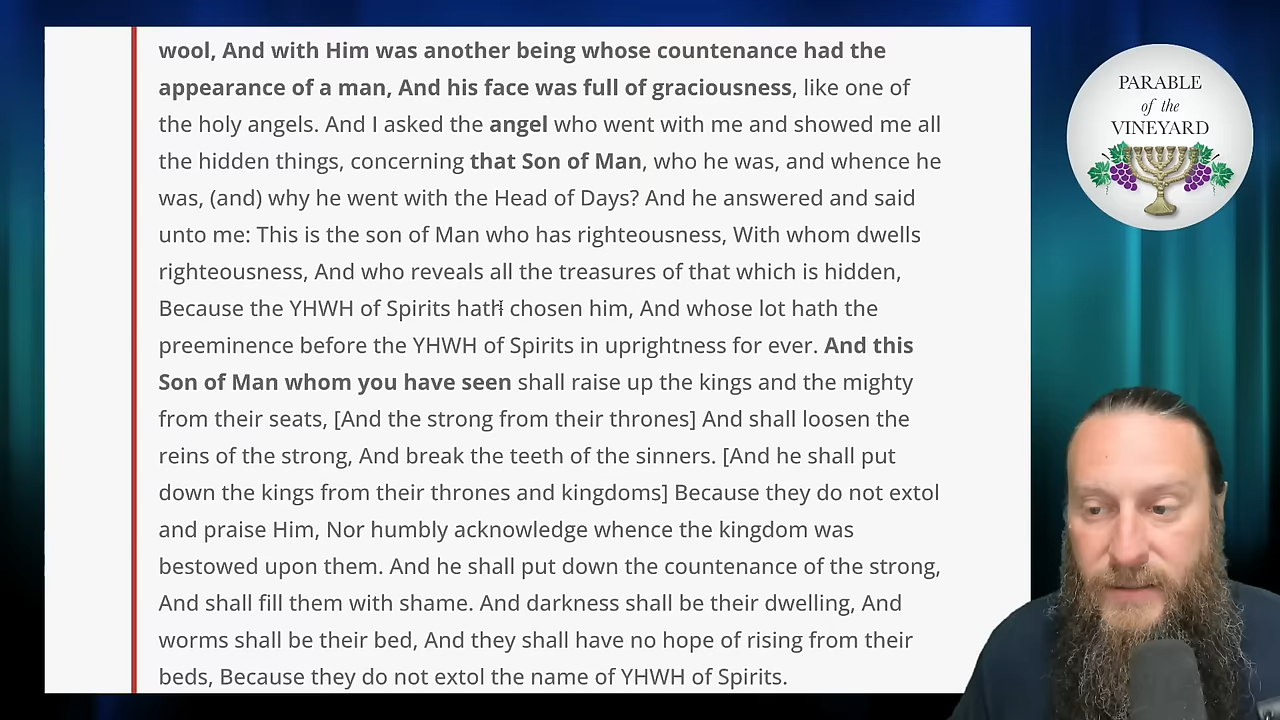 wool, And with Him was another being whose countenance had the
appearance of a man, And his face was full of graciousness, like one of
the holy angels. And I asked the angel who went with me and showed me all
the hidden things, concerning that Son of Man, who he was, and whence he
was, (and) why he went with the Head of Days? And he answered and said
unto me: This is the son of Man who has righteousness, With whom dwells
righteousness, And who reveals all the treasures of that which is hidden,
Because the YHWH of Spirits hath chosen him, And whose lot hath the
preeminence before the YHWH of Spirits in uprightness for ever. And this
Son of Man whom you have seen shall raise up the kings and the mighty
from their seats, [And the strong from their thrones] And shall loosen the
reins of the strong, And break the teeth of the sinners. [And he shall put
down the kings from their thrones and kingdoms] Because they do not extol
and praise Him, Nor humbly acknowledge whence the kingdom was
bestowed upon them. And he shall put down the countenance of the strong,
And shall fill them with shame. And darkness shall be their dwelling, And
worms shall be their bed, And they shall have no hope of rising from their
beds, Because they do not extol the name of YHWH of Spirits.
PARABLE
of the
VINEYARD